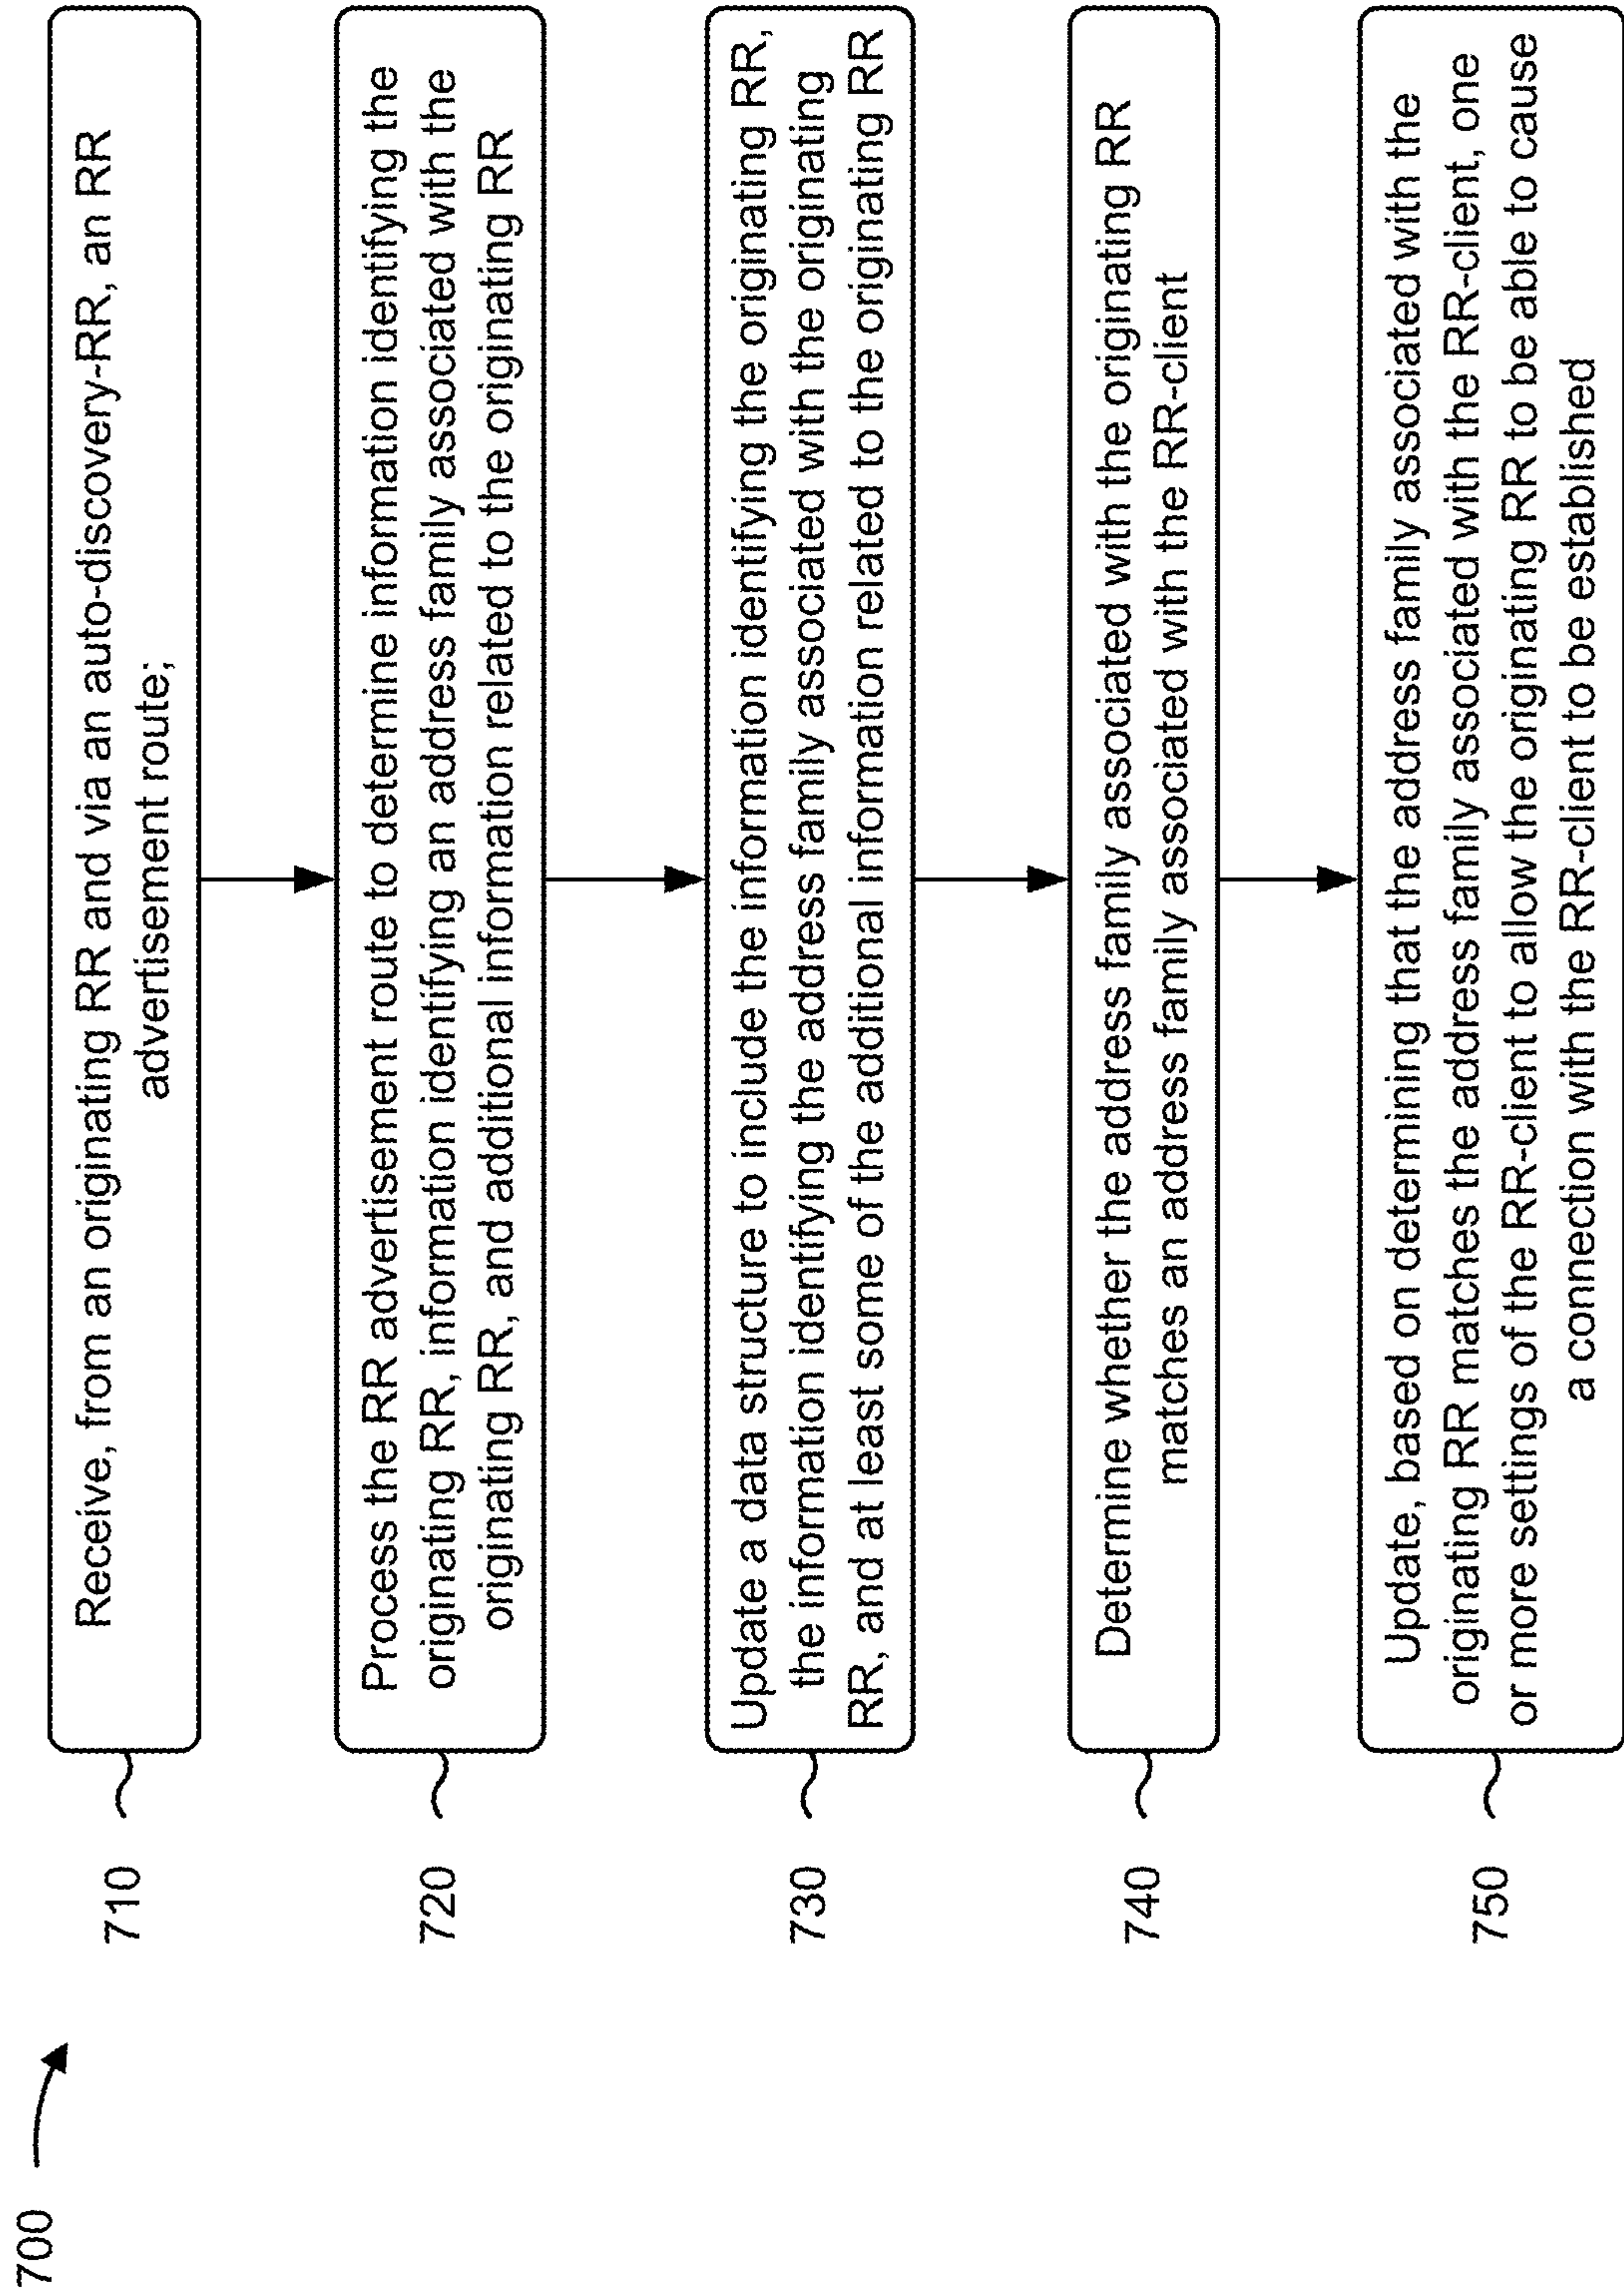 700
710
Receive, from an originating RR and via an auto-discovery-RR, an RR
advertisement route;
720
Process the RR advertisement route to determine information identifying the
originating RR, information identifying an address family associated with the
originating RR, and additional information related to the originating RR
730
Update a data structure to include the information identifying the originating RR,
the information identifying the address family associated with the originating
RR, and at least some of the additional information related to the originating RR
740
Determine whether the address family associated with the originating RR
matches an address family associated with the RR-client
750
Update, based on determining that the address family associated with the
originating RR matches the address family associated with the RR-client, one
or more settings of the RR-client to allow the originating RR to be able to cause
a connection with the RR-client to be established